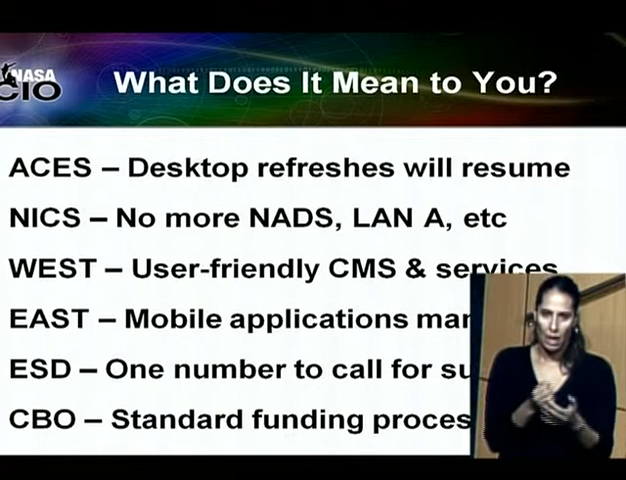 NASA
CIO
What Does It Mean to You?
ACES – Desktop refreshes will resume
NICS – No more NADS, LAN A, etc
WEST – User-friendly CMS & services
EAST – Mobile applications man
ESD – One number to call for su
CBO – Standard funding proces